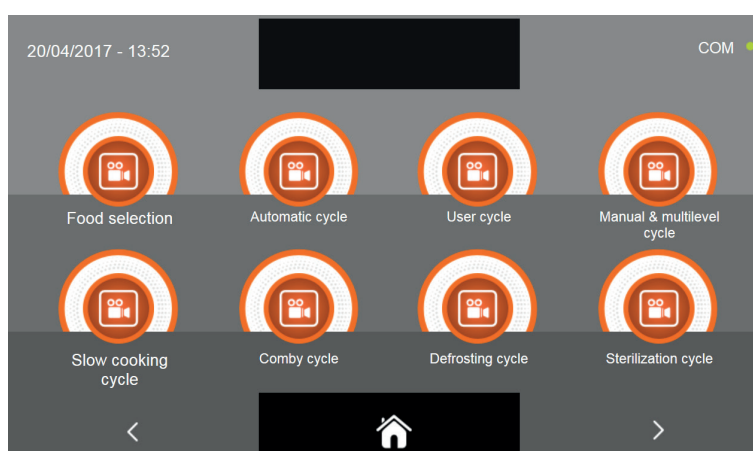 20/04/2017 - 13:52
COM
Food selection
Automatic cycle
User cycle
Manual & multilevel
cycle
Slow cooking
cycle
Comby cycle
Defrosting cycle
Sterilization cycle